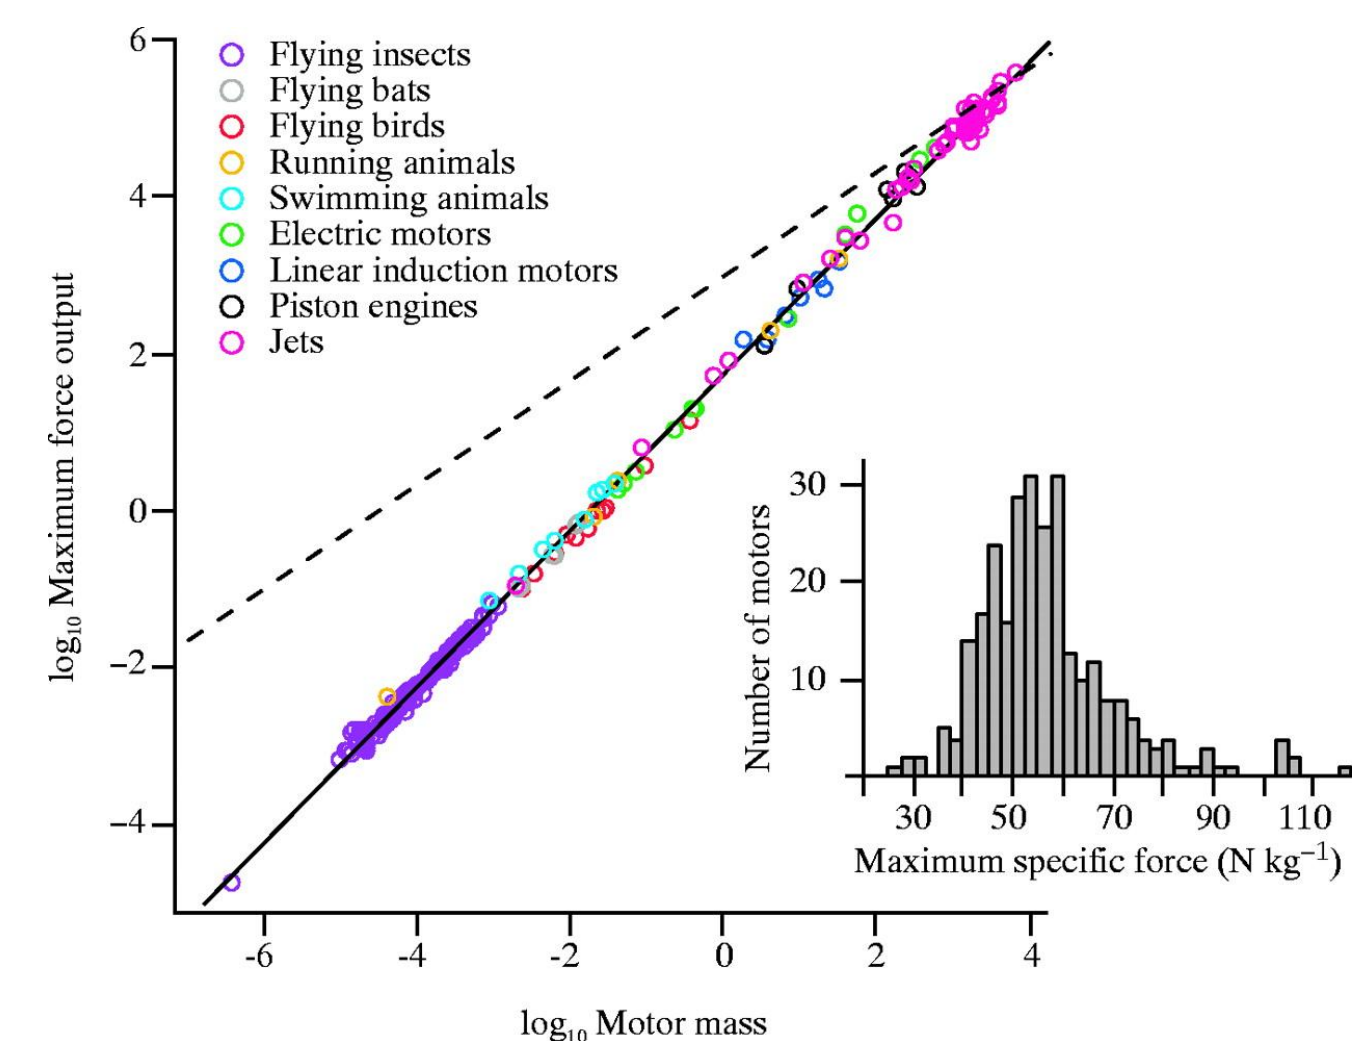 6
4
2
0
−2
−4
log10 Maximum force output
Flying insects
Flying bats
Flying birds
Running animals
Swimming animals
Electric motors
Linear induction motors
Piston engines
Jets
-6 -4 -2 0 2 4
log10 Motor mass
30
20
10
Number of motors
30 50 70 90 110
Maximum specific force (N kg−1)